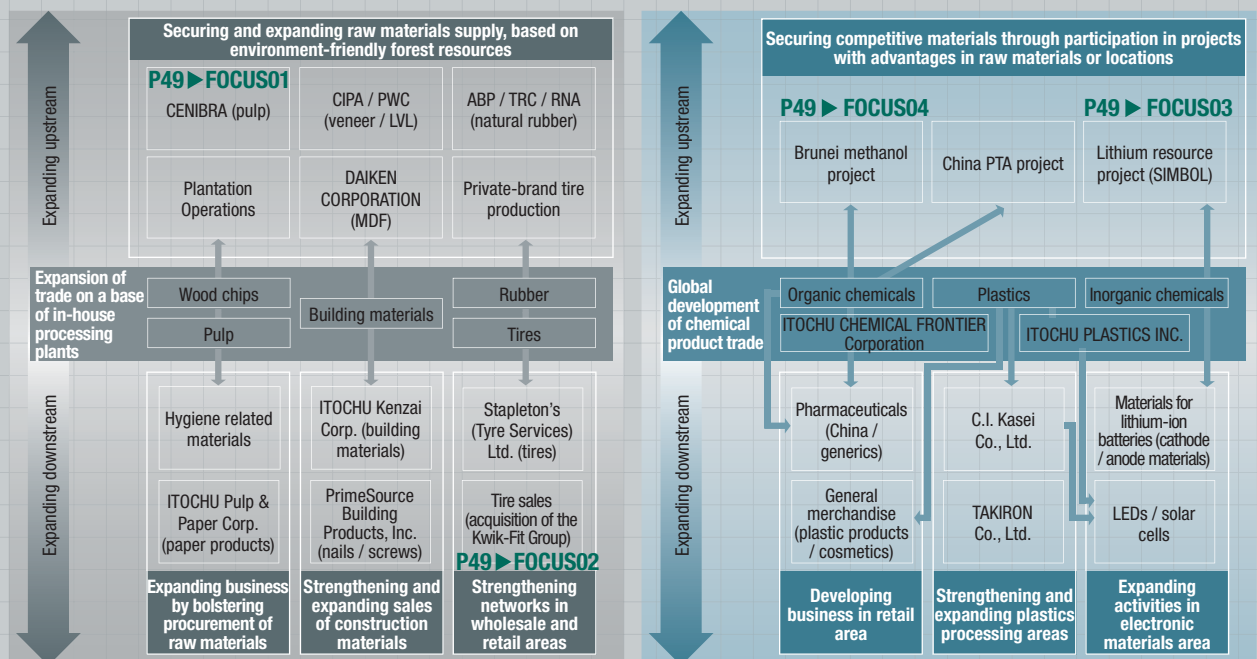 Securing and expanding raw materials supply, based on
environment-friendly forest resources
Expanding upstream
P49 ▶ FOCUS01
CENIBRA (pulp)
CIPA / PWC
(veneer / LVL)
ABP / TRC / RNA
(natural rubber)
Plantation
Operations
DAIKEN
CORPORATION
(MDF)
Private-brand tire
production
Expansion of
trade on a base
of in-house
processing
plants
Wood chips
Pulp
Building materials
Rubber
Tires
Expanding downstream
Hygiene related
materials
ITOCHU Kenzai
Corp. (building
materials)
Stapleton's
(Tyre Services)
Ltd. (tires)
ITOCHU Pulp &
Paper Corp.
(paper products)
PrimeSource
Building
Products, Inc.
(nails / screws)
Tire sales
(acquisition of the
Kwik-Fit Group)
P49 ▶ FOCUS02
Expanding business
by bolstering
procurement of
raw materials
Strengthening and
expanding sales
of construction
materials
Strengthening
networks in
wholesale and
retail areas
Securing competitive materials through participation in projects
with advantages in raw materials or locations
Expanding upstream
P49 ▶ FOCUS04
Brunei methanol
project
China PTA project
P49 ▶ FOCUS03
Lithium resource
project (SIMBOL)
Global
development
of chemical
product trade
Organic chemicals
Plastics
Inorganic chemicals
ITOCHU CHEMICAL FRONTIER
Corporation
ITOCHU PLASTICS INC.
Expanding downstream
Pharmaceuticals
(China /
generics)
C.I. Kasei
Co., Ltd.
Materials for
lithium-ion
batteries (cathode
/ anode materials)
General
merchandise
(plastic products
/ cosmetics)
TAKIRON
Co., Ltd.
LEDs / solar
cells
Developing
business in retail
area
Strengthening and
expanding plastics
processing areas
Expanding
activities in
electronic
materials area